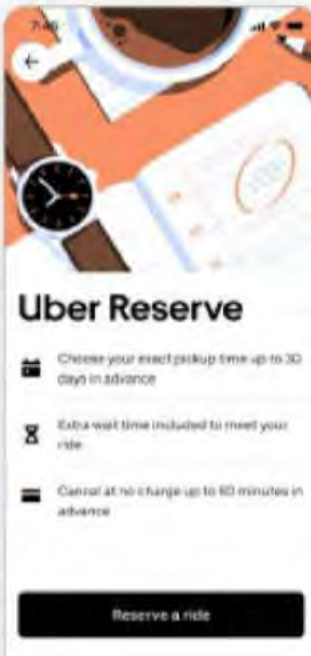 Uber Reserve
Choose your exact pickup time up to 30
days in advance
Extra wait time included to meet your
ride
Cancel at no charge up to 60 minutes in
advance
Reserve a ride